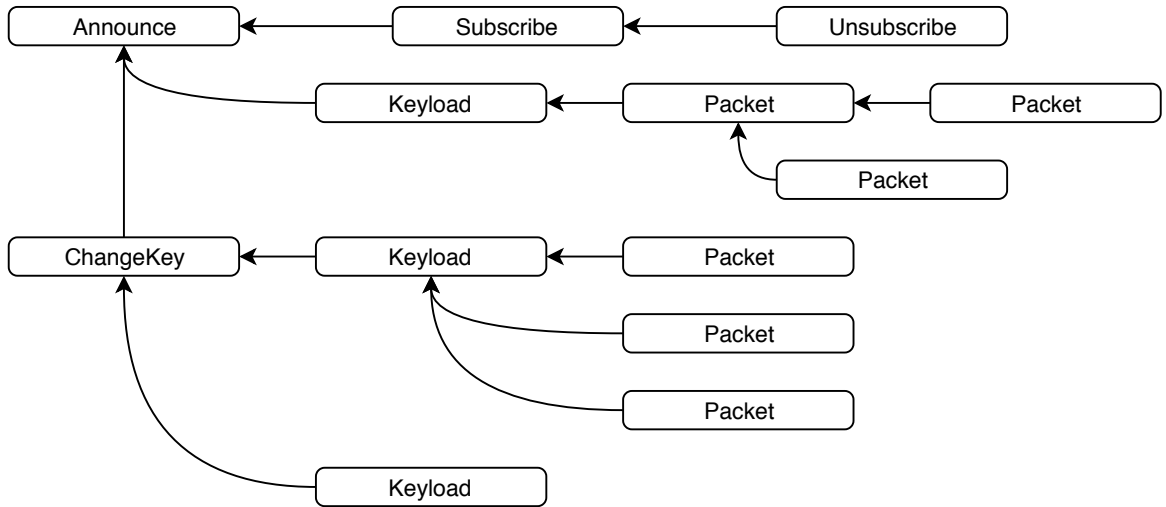 Announce
Subscribe
Unsubscribe
Keyload
Packet
Packet
Packet
ChangeKey
Keyload
Packet
Packet
Packet
Keyload